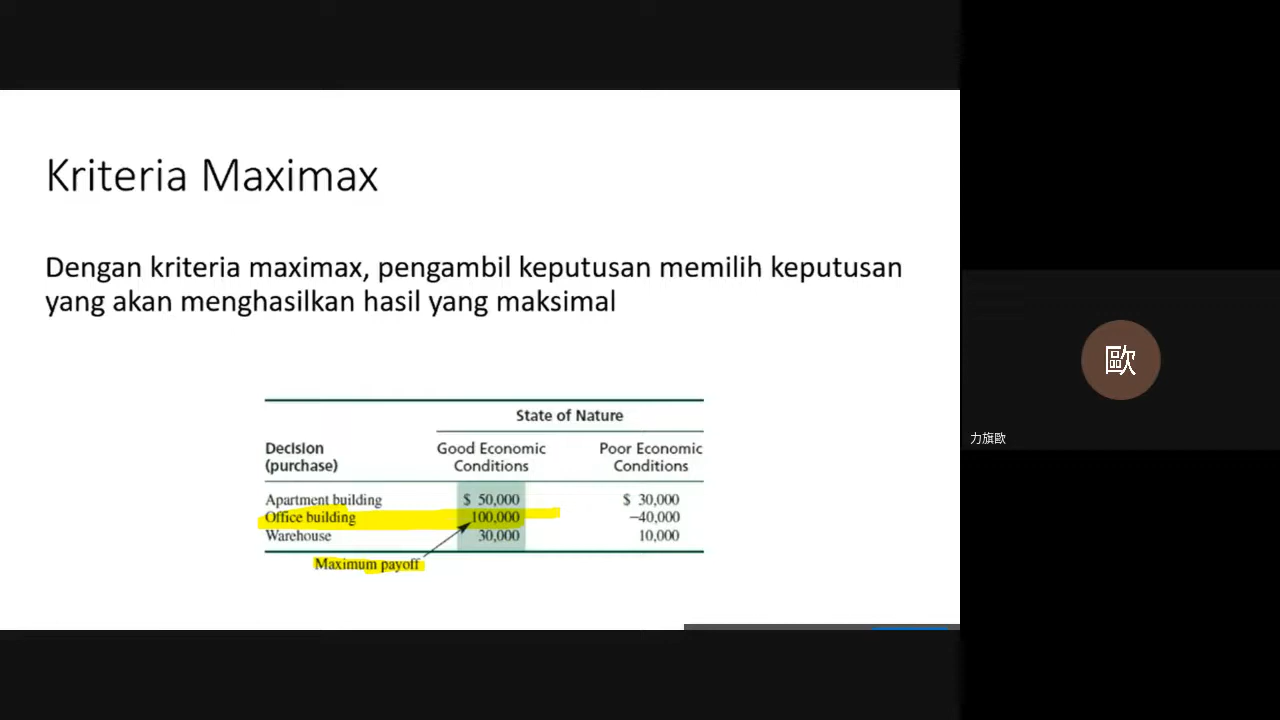 Kriteria Maximax
Dengan kriteria maximax, pengambil keputusan memilih keputusan
yang akan menghasilkan hasil yang maksimal
State of Nature
Decision Good Economic Poor Economic
(purchase) Conditions Conditions
Apartment building $ 50,000 $ 30,000
Office building 100,000 −40,000
Warehouse 30,000 10,000
Maximum payoff
歐
力旗歐